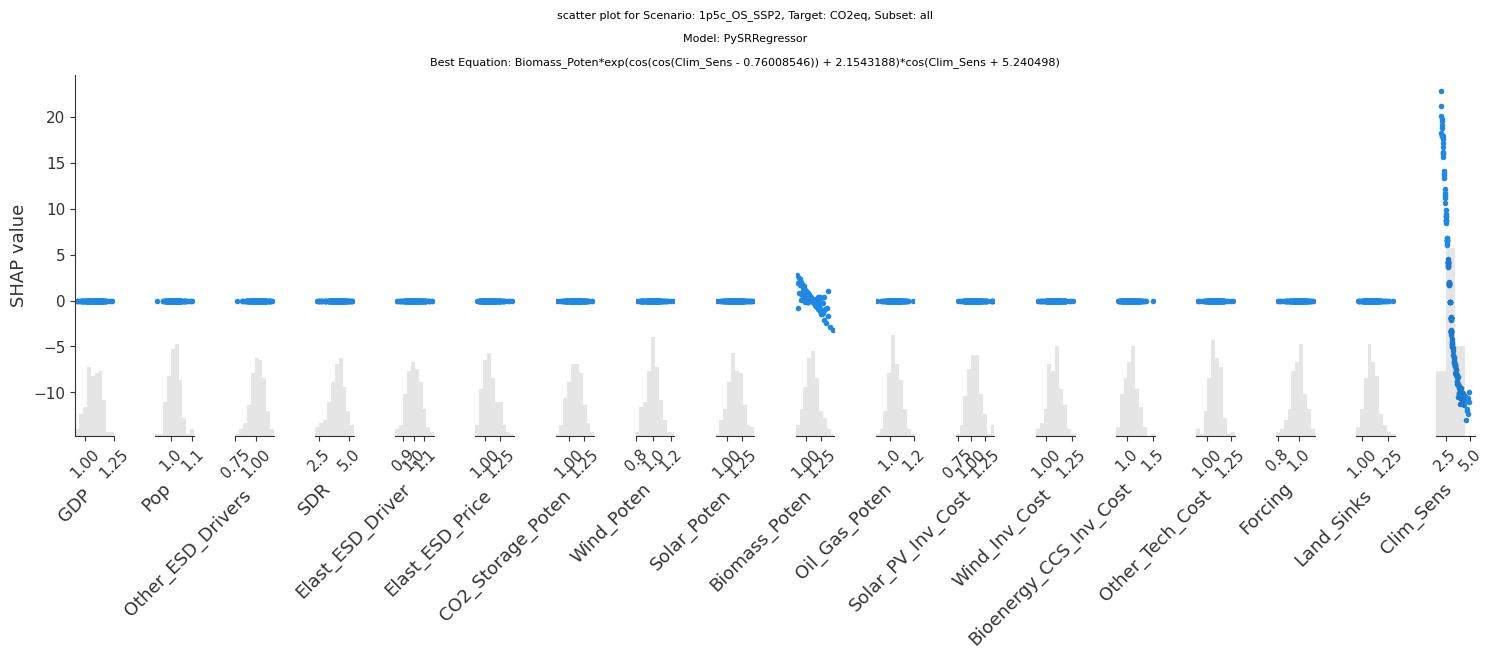 scatter plot for Scenario: 1p5c_OS_SSP2, Target: CO2eq, Subset: all
Model: PySRRegressor
Best Equation: Biomass_Poten*exp(cos(cos(Clim_Sens - 0.76008546)) + 2.1543188)*cos(Clim_Sens + 5.240498)
SHAP value
20
15
10
5
0
−5
−10
1.00 1.25
GDP
1.0 1.1
Pop
0.75 1.00
Other_ESD_Drivers
2.5 5.0
SDR
0.9 1.0 1.1
Elast_ESD_Driver
1.00 1.25
Elast_ESD_Price
1.00 1.25
CO2_Storage_Poten
0.8 1.0 1.2
Wind_Poten
1.00 1.25
Solar_Poten
1.00 1.25
Biomass_Poten
1.0 1.2
Oil_Gas_Poten
0.75 1.00 1.25
Solar_PV_Inv_Cost
1.00 1.25
Wind_Inv_Cost
1.0 1.5
Bioenergy_CCS_Inv_Cost
1.00 1.25
Other_Tech_Cost
0.8 1.0
Forcing
1.00 1.25
Land_Sinks
2.5 5.0
Clim_Sens